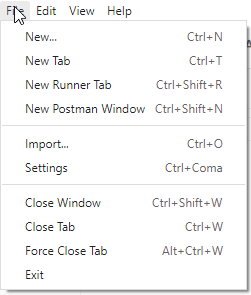 File Edit View Help
New... Ctrl+N
New Tab Ctrl+T
New Runner Tab Ctrl+Shift+R
New Postman Window Ctrl+Shift+N
Import... Ctrl+O
Settings Ctrl+Coma
Close Window Ctrl+Shift+W
Close Tab Ctrl+W
Force Close Tab Alt+Ctrl+W
Exit